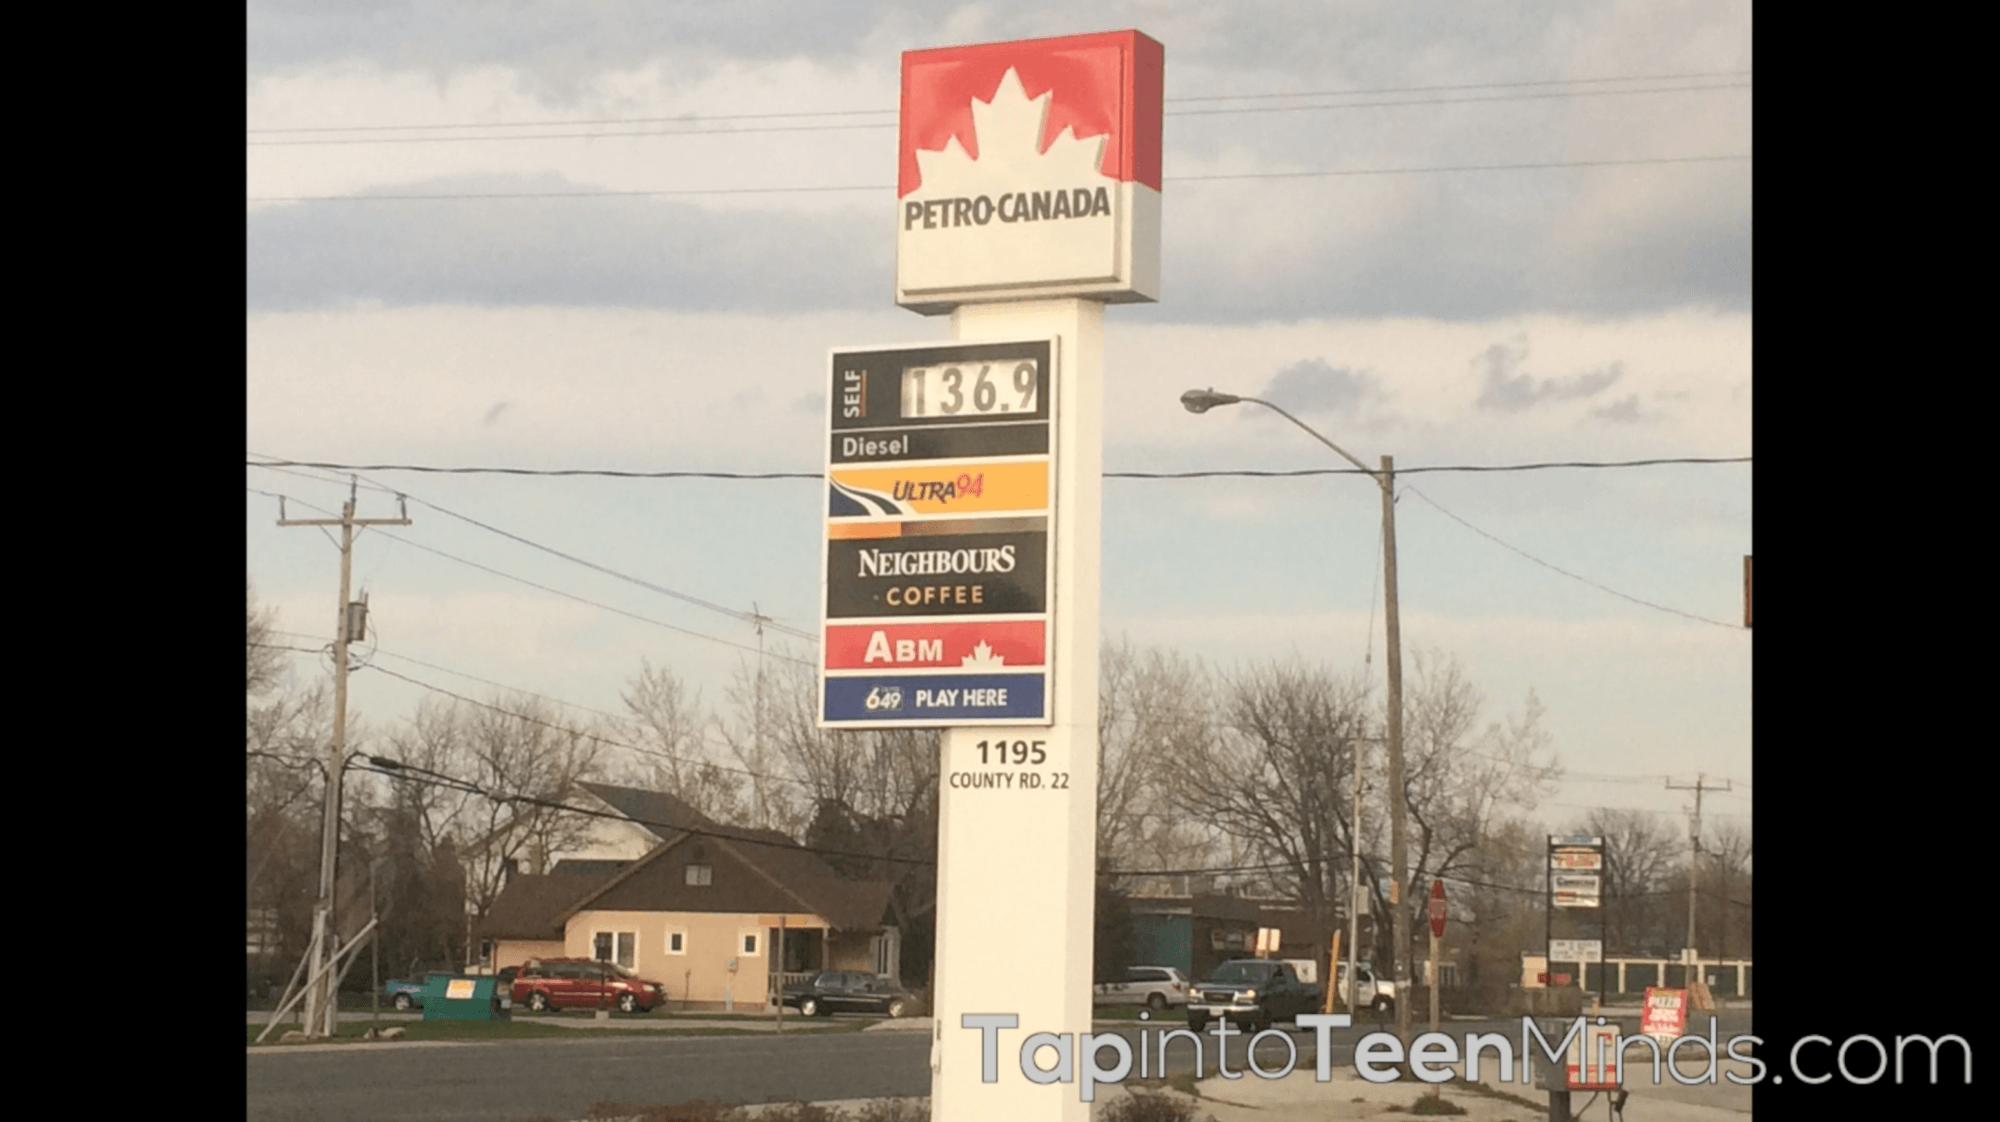 PETRO-CANADA
SELF
136.9
Diesel
ULTRA94
NEIGHBOURS
COFFEE
ABM
649 PLAY HERE
1195
COUNTY RD. 22
PIZZA
TapintoTeenMinds.com